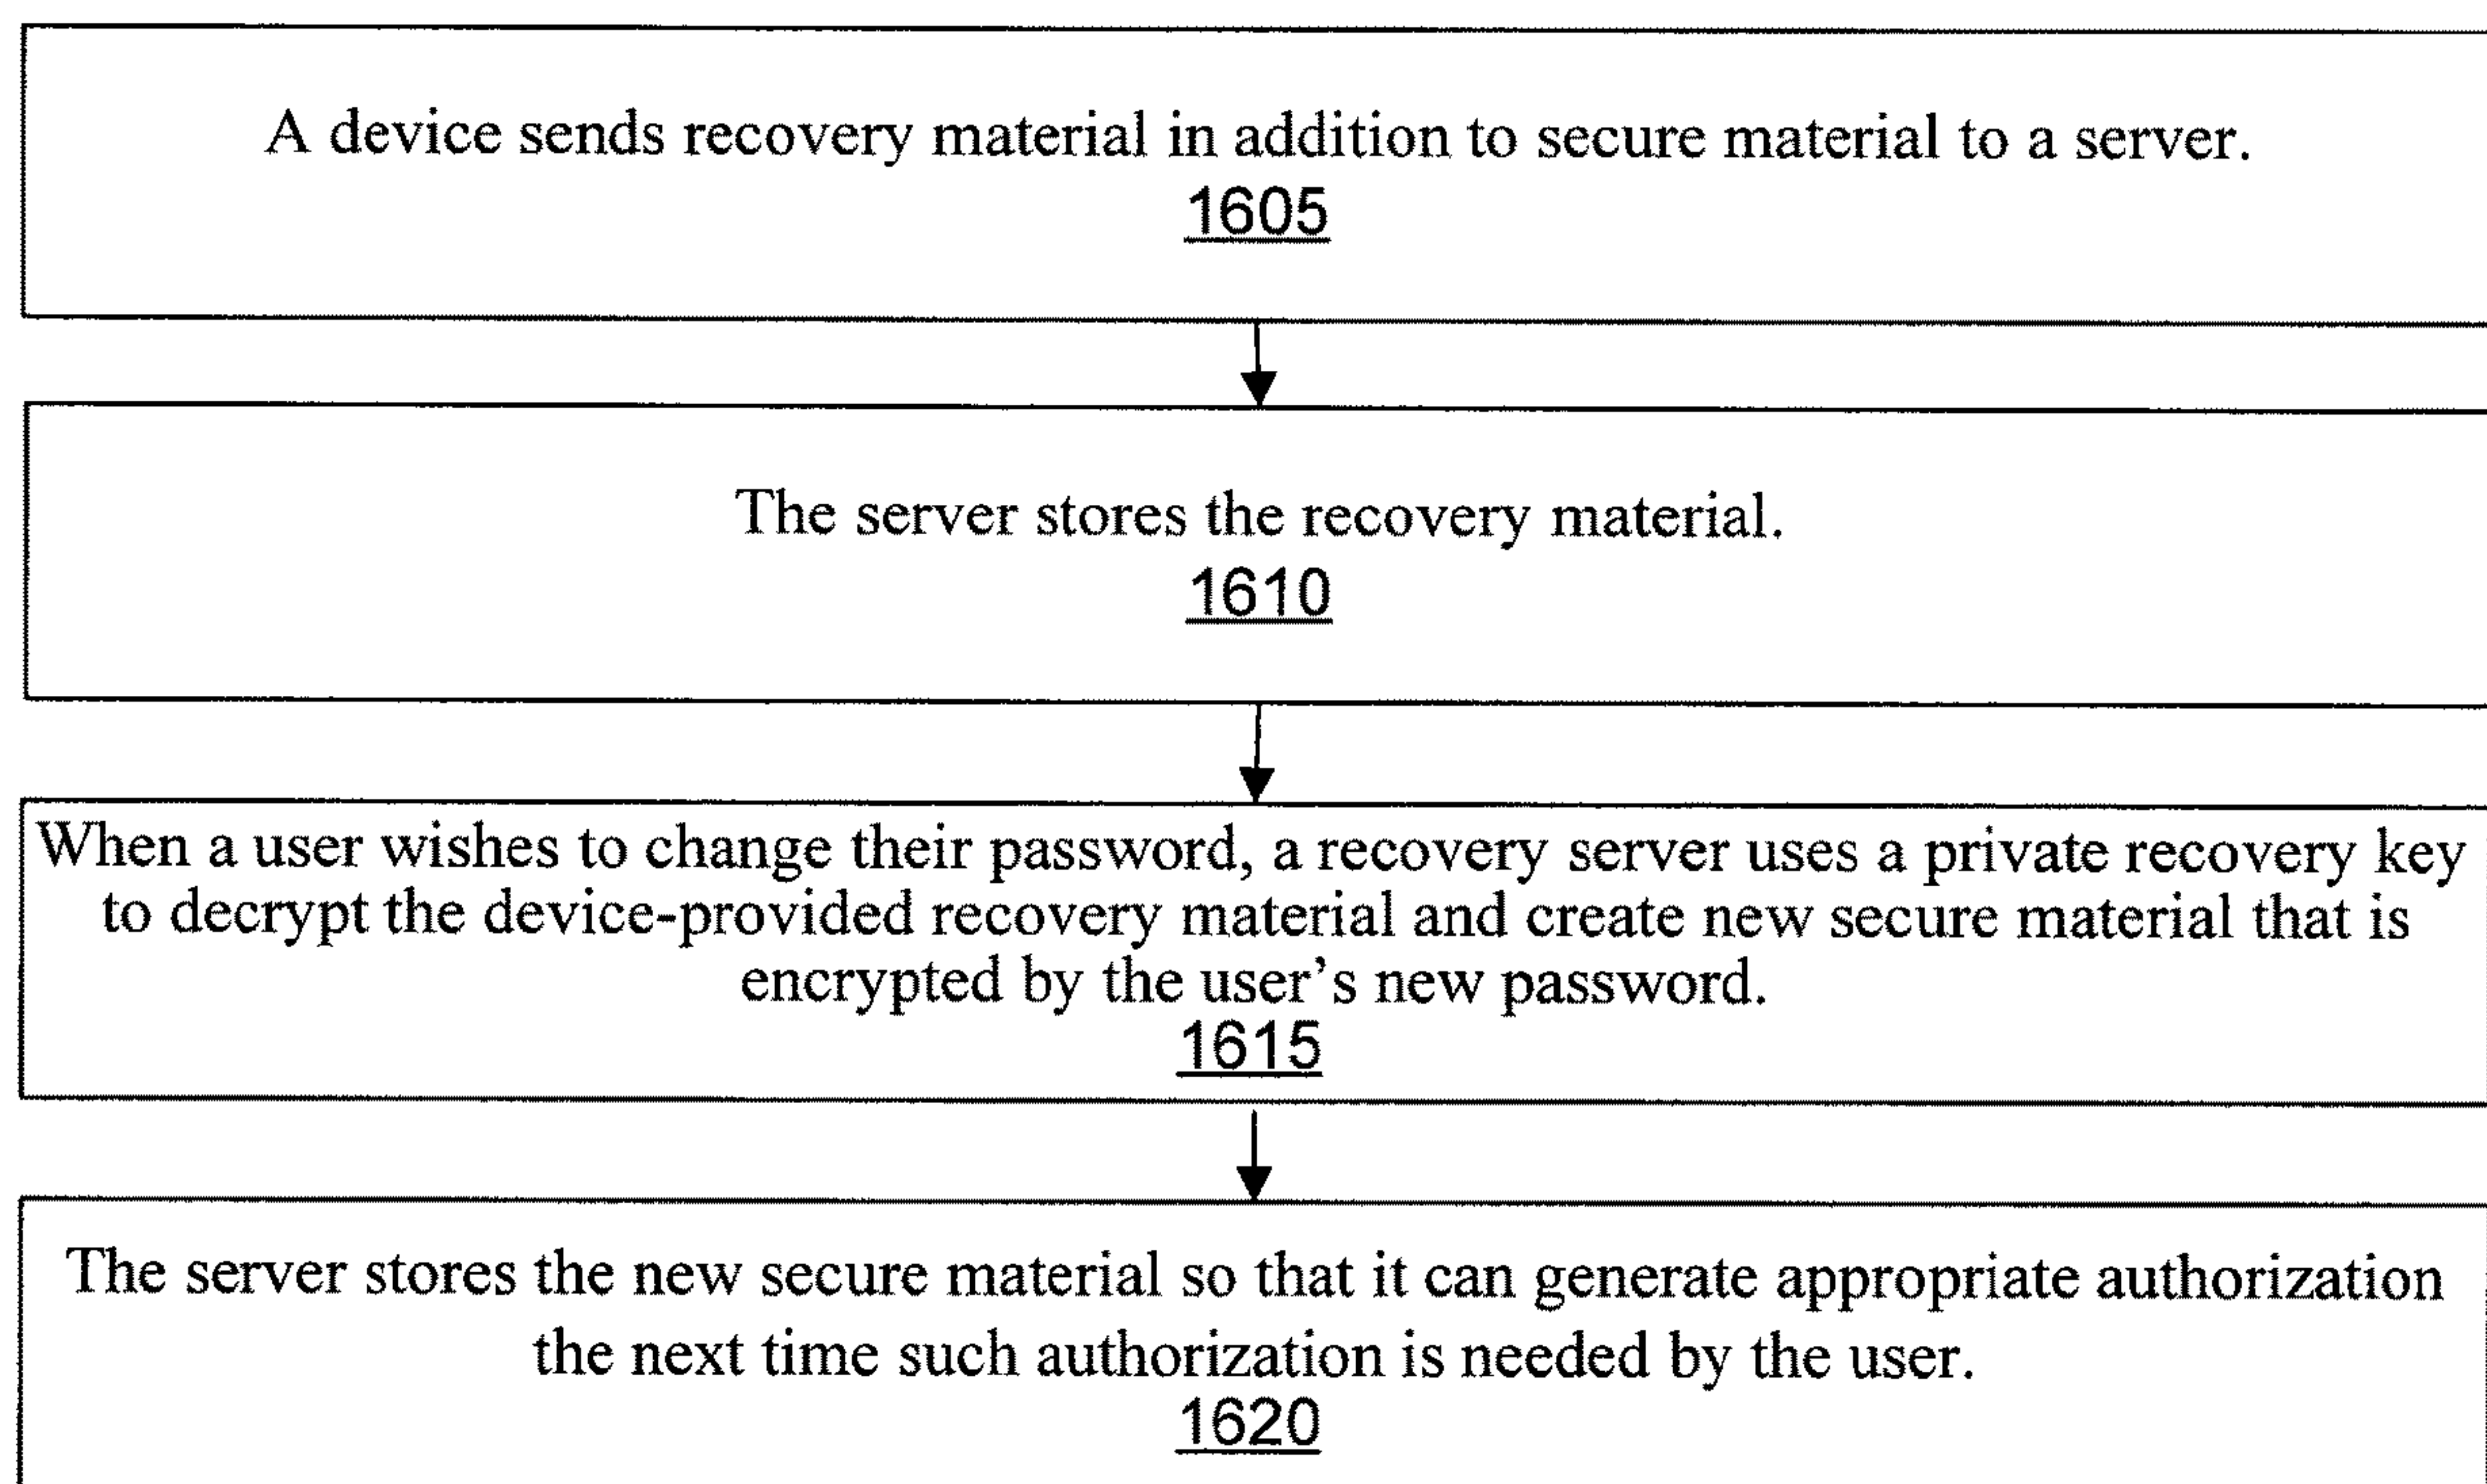 A device sends recovery material in addition to secure material to a server.
1605
The server stores the recovery material.
1610
When a user wishes to change their password, a recovery server uses a private recovery key
to decrypt the device-provided recovery material and create new secure material that is
encrypted by the user's new password.
1615
The server stores the new secure material so that it can generate appropriate authorization
the next time such authorization is needed by the user.
1620